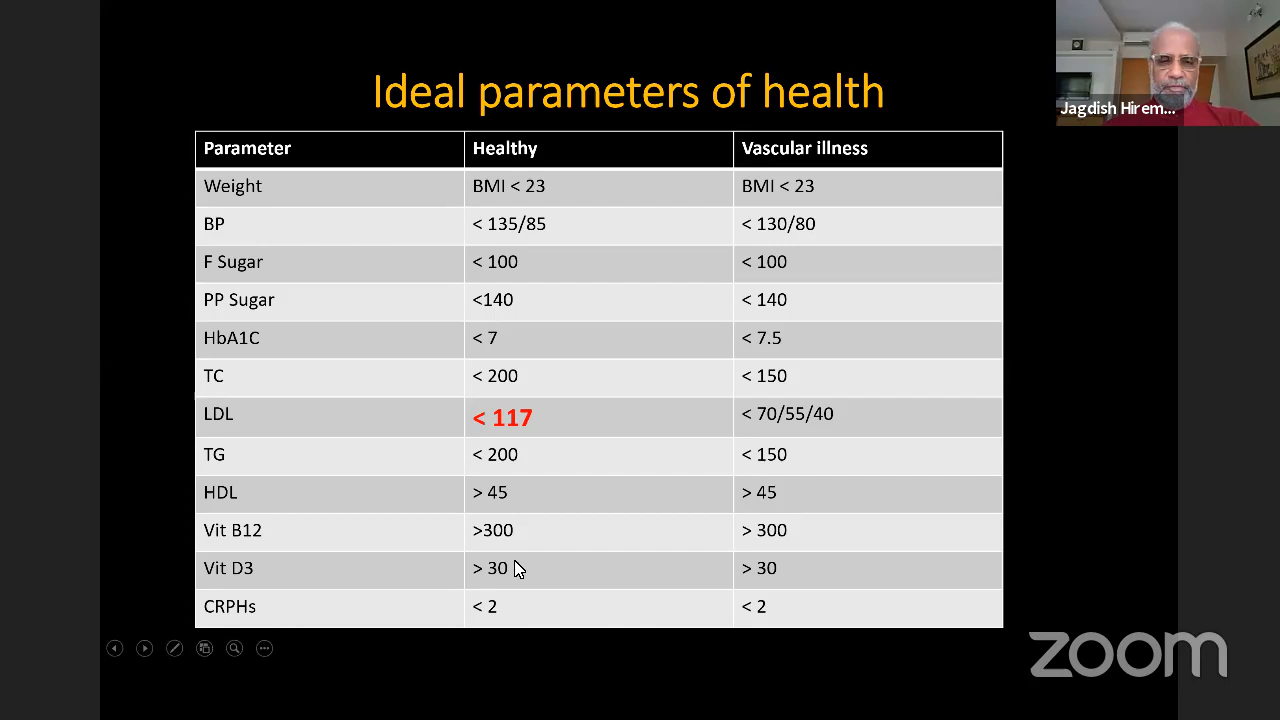 Ideal parameters of health
Jagdish Hirem...
Parameter Healthy Vascular illness
Weight BMI < 23 BMI < 23
BP < 135/85 < 130/80
F Sugar < 100 < 100
PP Sugar <140 < 140
HbA1C < 7 < 7.5
TC < 200 < 150
LDL < 117 < 70/55/40
TG < 200 < 150
HDL > 45 > 45
Vit B12 >300 > 300
Vit D3 > 30 > 30
CRPHs < 2 < 2
zoom